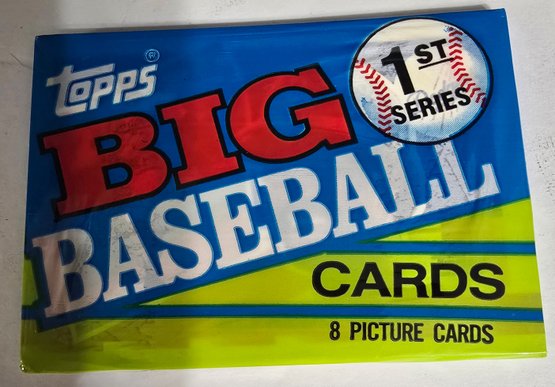 Topps®
1ST
SERIES
BIG
BASEBALL
CARDS
8 PICTURE CARDS